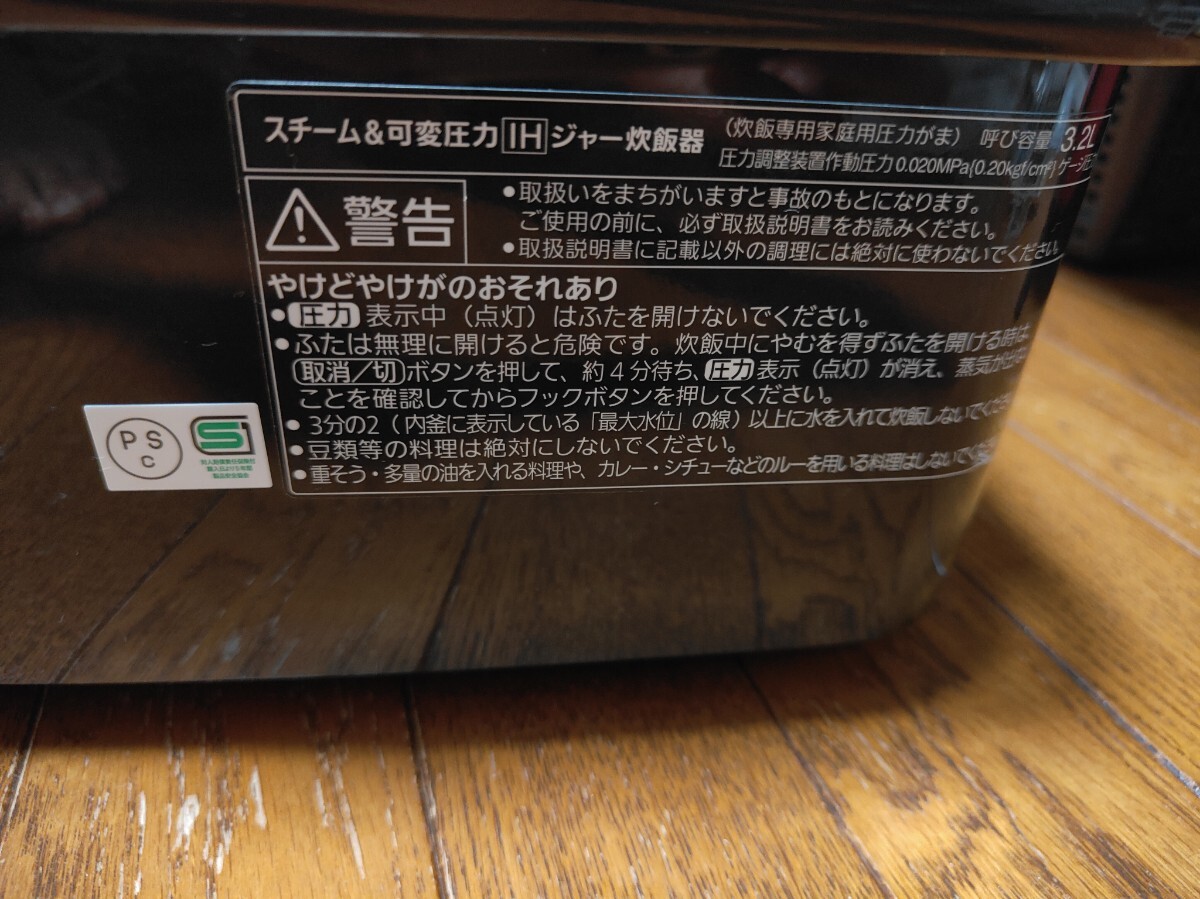 スチーム&可変圧力IHジャー炊飯器 （炊飯専用家庭用圧力がま） 呼び容量 3.2L
圧力調整装置作動圧力 0.020MPa{0.20kgf/cm²} ゲージ圧
警告
●取扱いをまちがいますと事故のもとになります。
ご使用の前に、必ず取扱説明書をお読みください。
●取扱説明書に記載以外の調理には絶対に使わないでください。
やけどやけがのおそれあり
●圧力 表示中（点灯）はふたを開けないでください。
●ふたは無理に開けると危険です。炊飯中にやむを得ずふたを開ける時は、
取消/切 ボタンを押して、約4分待ち、圧力 表示（点灯）が消え、蒸気が出
ことを確認してからフックボタンを押してください。
●3分の2（内釜に表示している「最大水位」の線）以上に水を入れて炊飯しないでくださ
●豆類等の料理は絶対にしないでください。
●重そう・多量の油を入れる料理や、カレー・シチューなどのルーを用いる料理はしないでく
PS
C
S